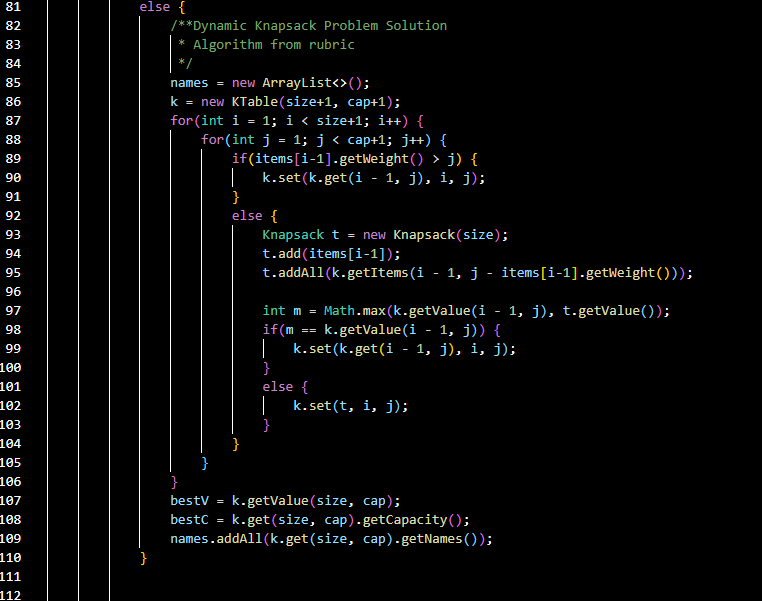 81 else {
82 /**Dynamic Knapsack Problem Solution
83 * Algorithm from rubric
84 */
85 names = new ArrayList<>();
86 k = new KTable(size+1, cap+1);
87 for(int i = 1; i < size+1; i++) {
88 for(int j = 1; j < cap+1; j++) {
89 if(items[i-1].getWeight() > j) {
90 k.set(k.get(i - 1, j), i, j);
91 }
92 else {
93 Knapsack t = new Knapsack(size);
94 t.add(items[i-1]);
95 t.addAll(k.getItems(i - 1, j - items[i-1].getWeight()));
96
97 int m = Math.max(k.getValue(i - 1, j), t.getValue());
98 if(m == k.getValue(i - 1, j)) {
99 k.set(k.get(i - 1, j), i, j);
100 }
101 else {
102 k.set(t, i, j);
103 }
104 }
105 }
106 }
107 bestV = k.getValue(size, cap);
108 bestC = k.get(size, cap).getCapacity();
109 names.addAll(k.get(size, cap).getNames());
110 }
111
112